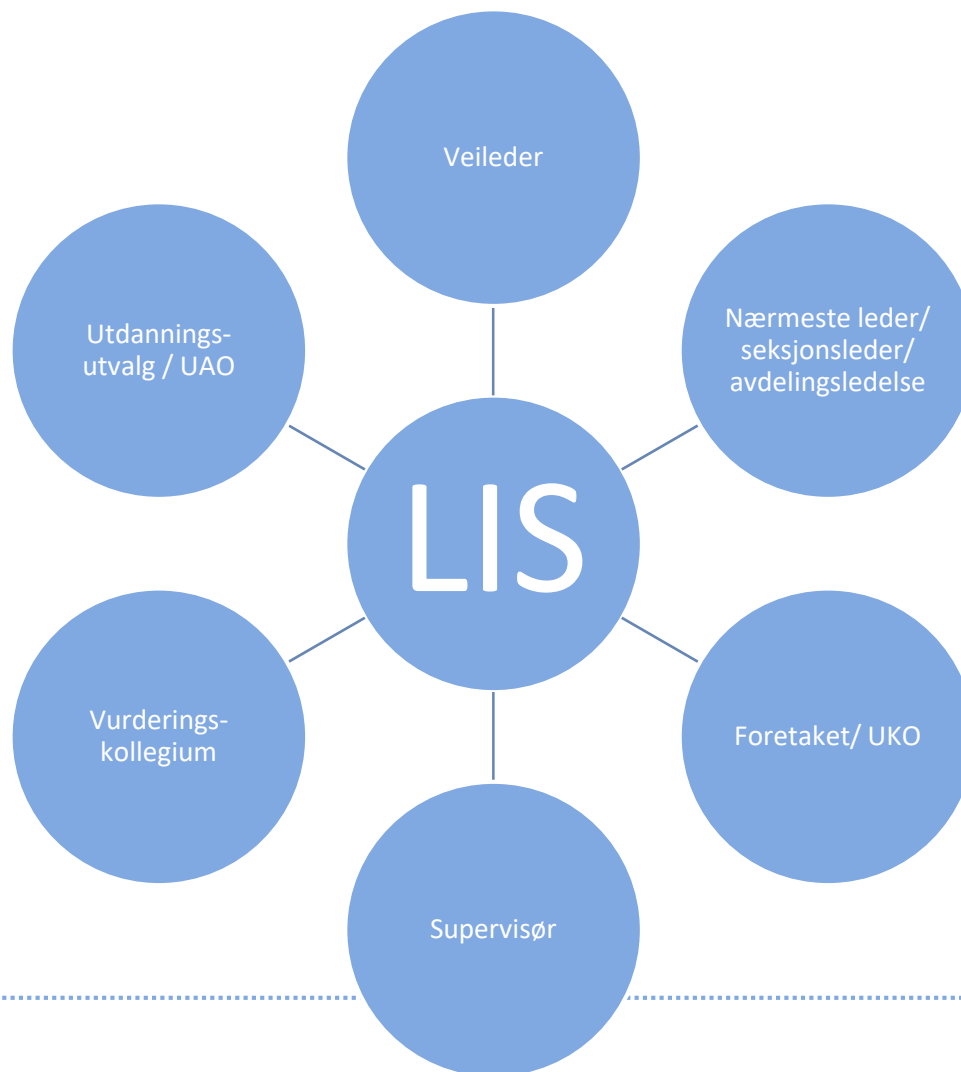 Veileder
Utdannings-
utvalg / UAO
Nærmeste leder/
seksjonsleder/
avdelingsledelse
LIS
Vurderings-
kollegium
Foretaket/ UKO
Supervisør